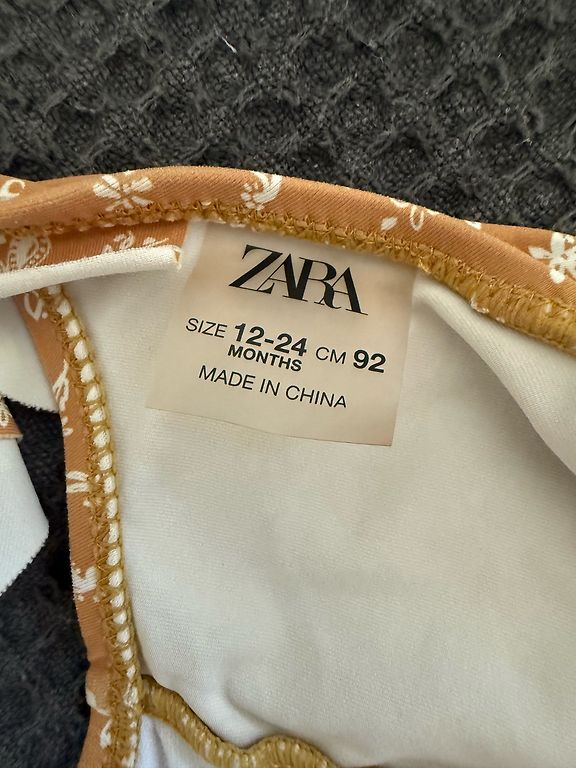 ZARA
SIZE 12-24 CM 92
MONTHS
MADE IN CHINA